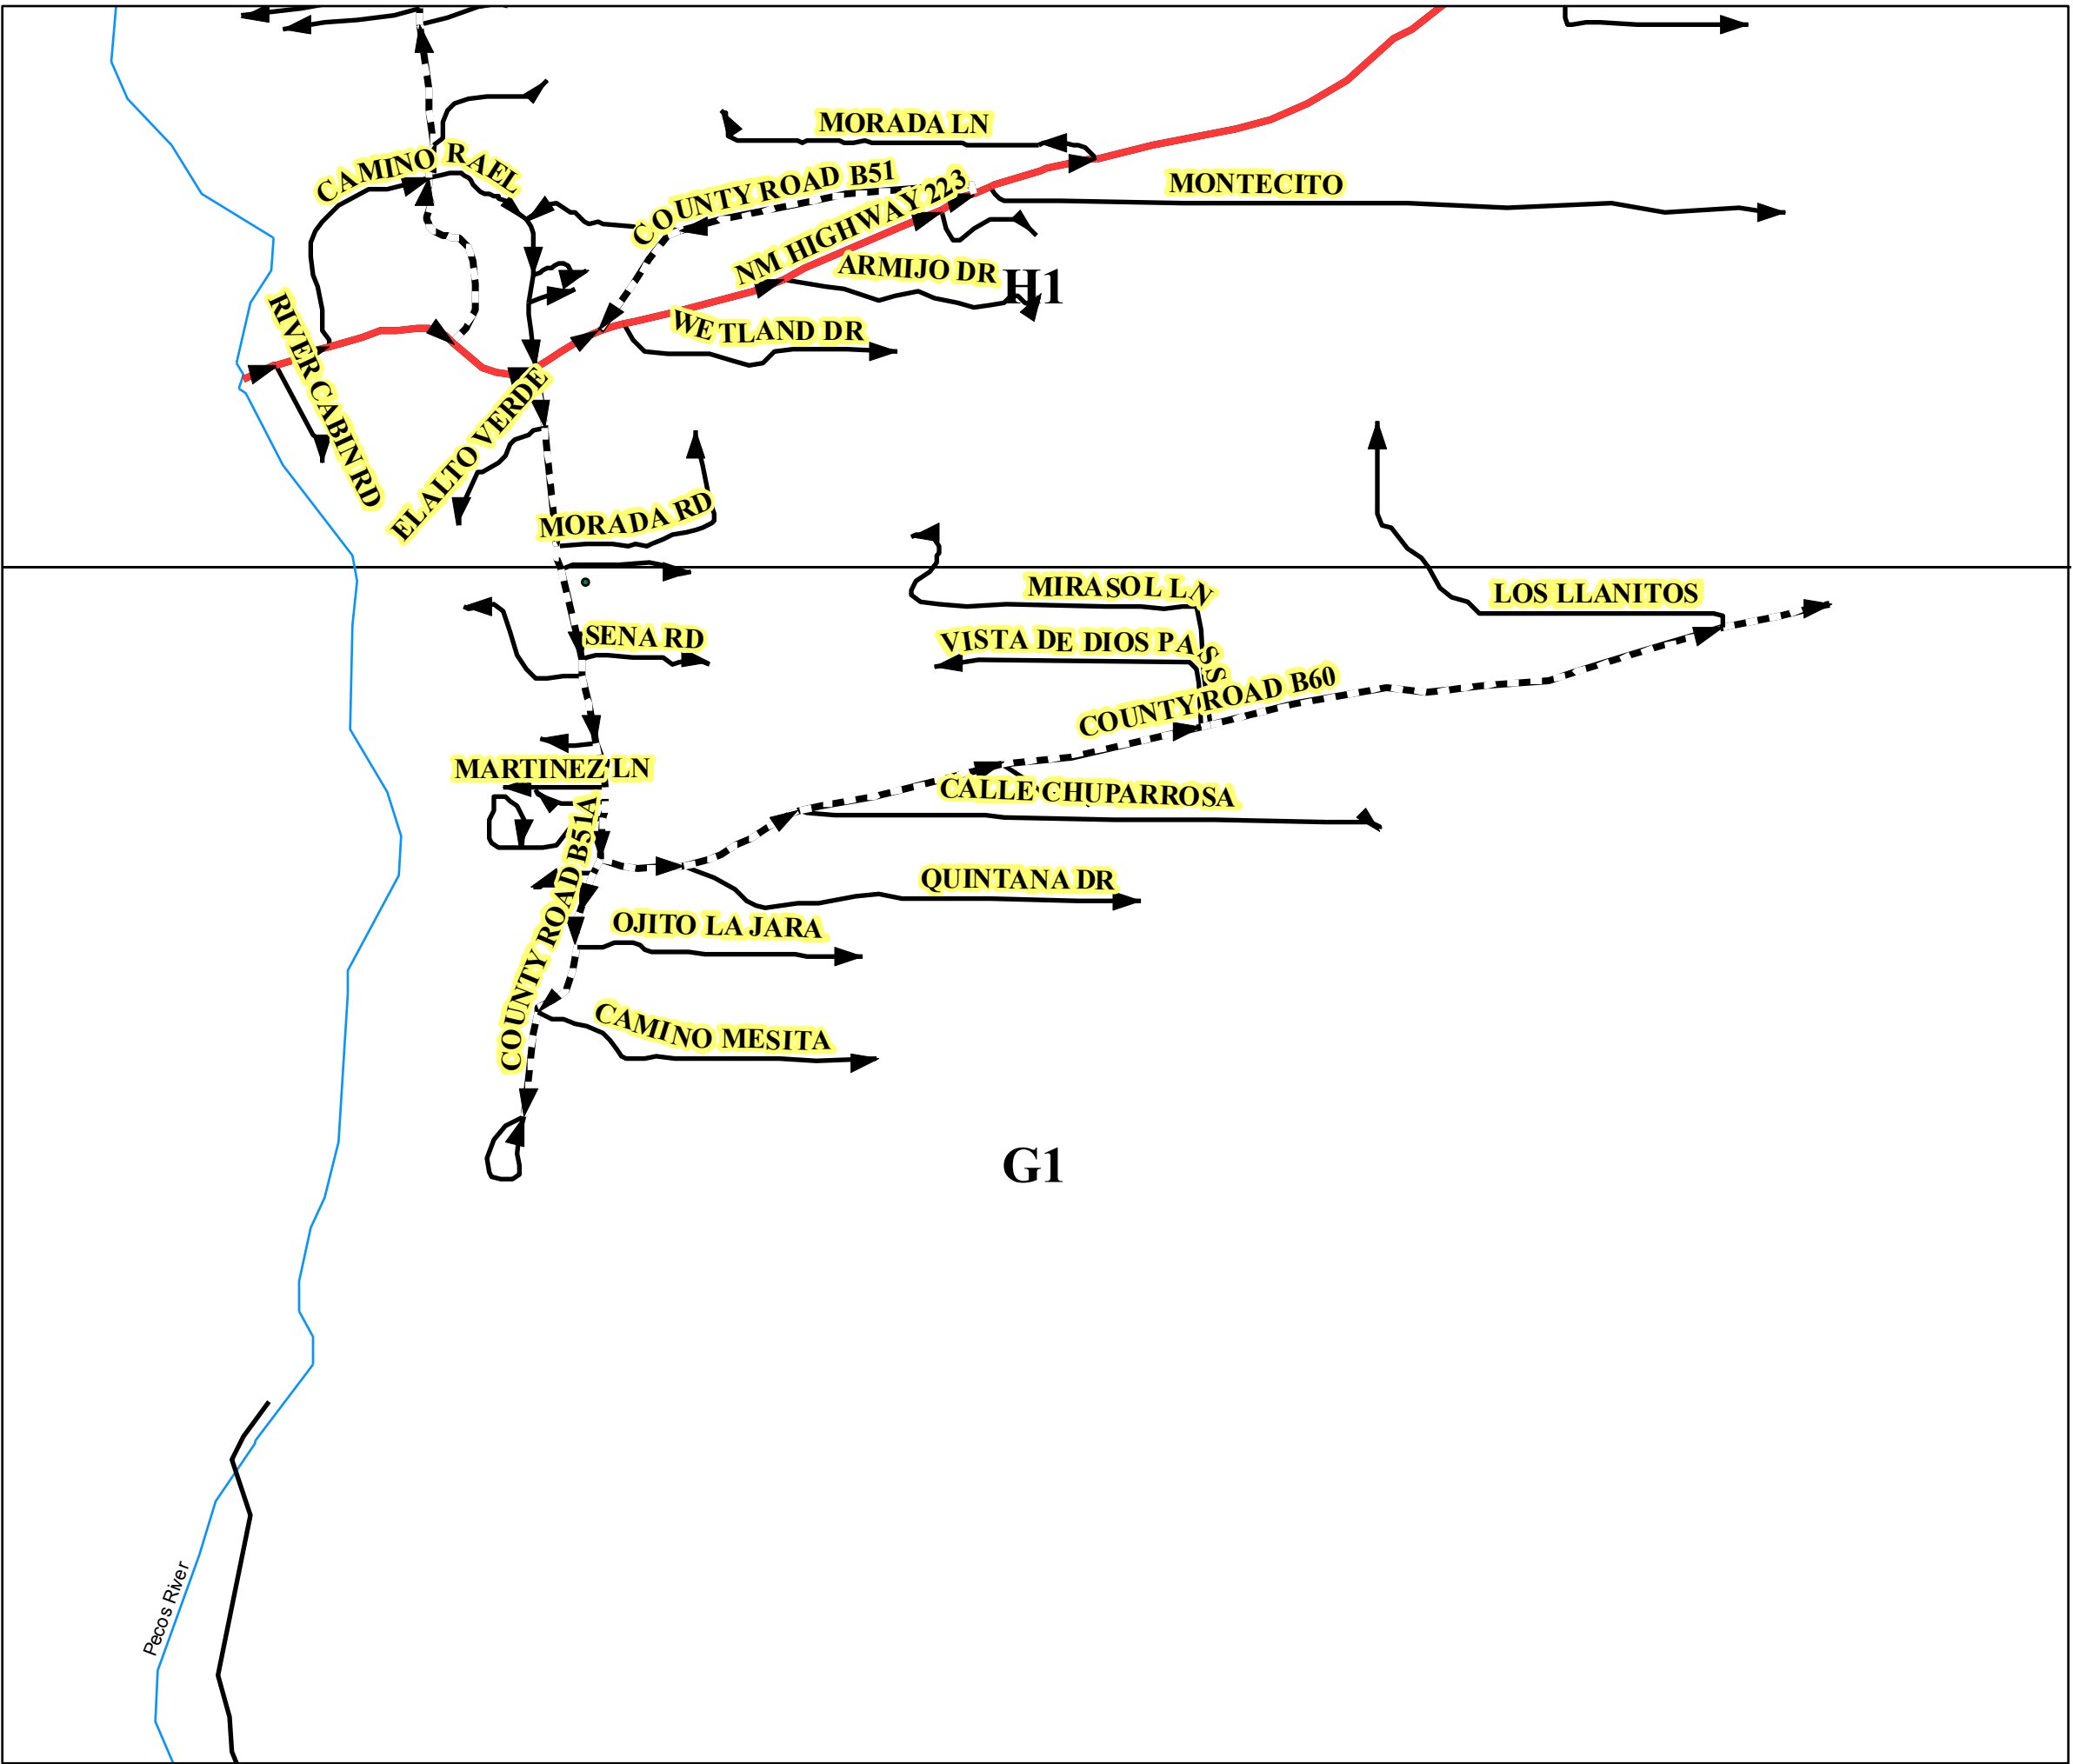 MORADA LN
CAMINO RAEL
COUNTY ROAD B51
MONTECITO
NM HIGHWAY 223
ARMIJO DR
H1
RIVER CABIN RD
WETLAND DR
EL ALTO VERDE
MORADA RD
MIRASOL LN
LOS LLANITOS
SENA RD
VISTA DE DIOS PASS
COUNTY ROAD B60
MARTINEZ LN
CALLE CHUPARROSA
COUNTY ROAD B51A
QUINTANA DR
OJITO LA JARA
CAMINO MESITA
G1
Pecos River